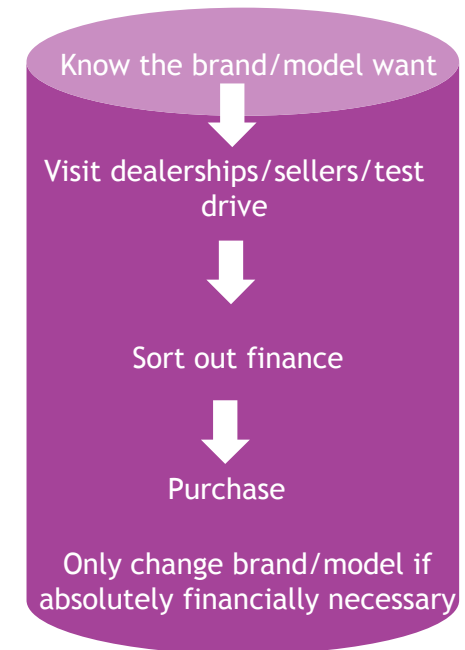 Know the brand/model want
Visit dealerships/sellers/test
drive
Sort out finance
Purchase
Only change brand/model if
absolutely financially necessary